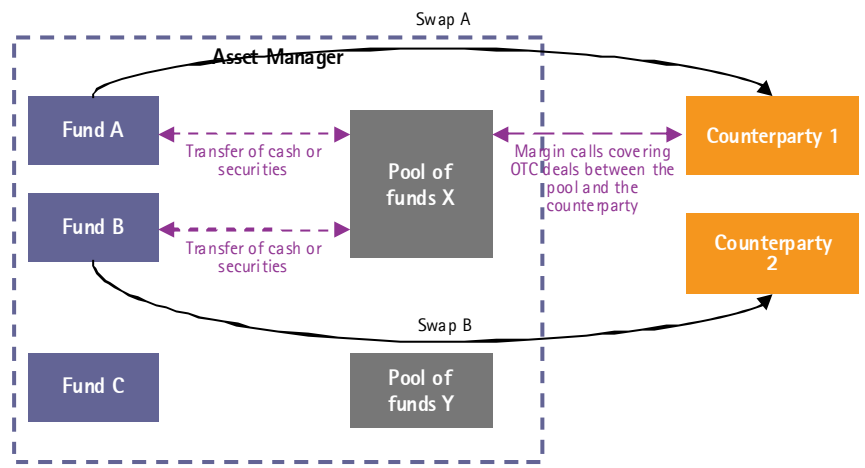 Swap A
Asset Manager
Fund A
Transfer of cash or
securities
Pool of
funds X
Margin calls covering
OTC deals between the
pool and the
counterparty
Counterparty 1
Fund B
Transfer of cash or
securities
Counterparty
2
Swap B
Fund C
Pool of
funds Y